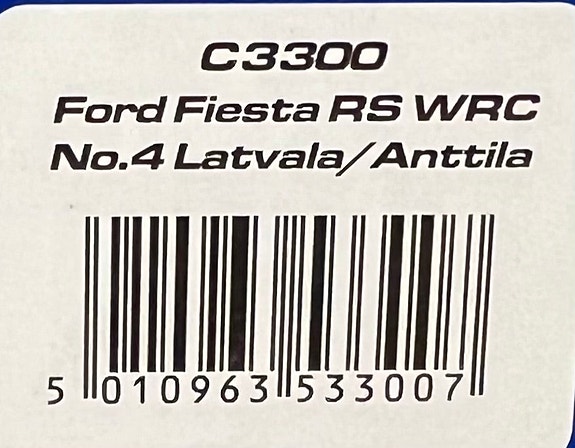 C3300
Ford Fiesta RS WRC
No.4 Latvala/Anttila
5 010963 533007